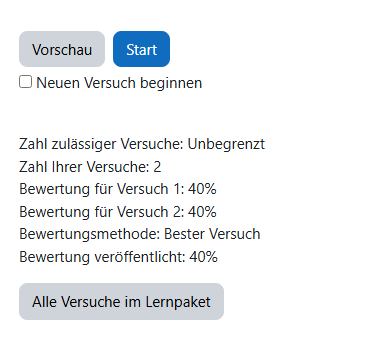 Vorschau Start
Neuen Versuch beginnen
Zahl zulässiger Versuche: Unbegrenzt
Zahl Ihrer Versuche: 2
Bewertung für Versuch 1: 40%
Bewertung für Versuch 2: 40%
Bewertungsmethode: Bester Versuch
Bewertung veröffentlicht: 40%
Alle Versuche im Lernpaket